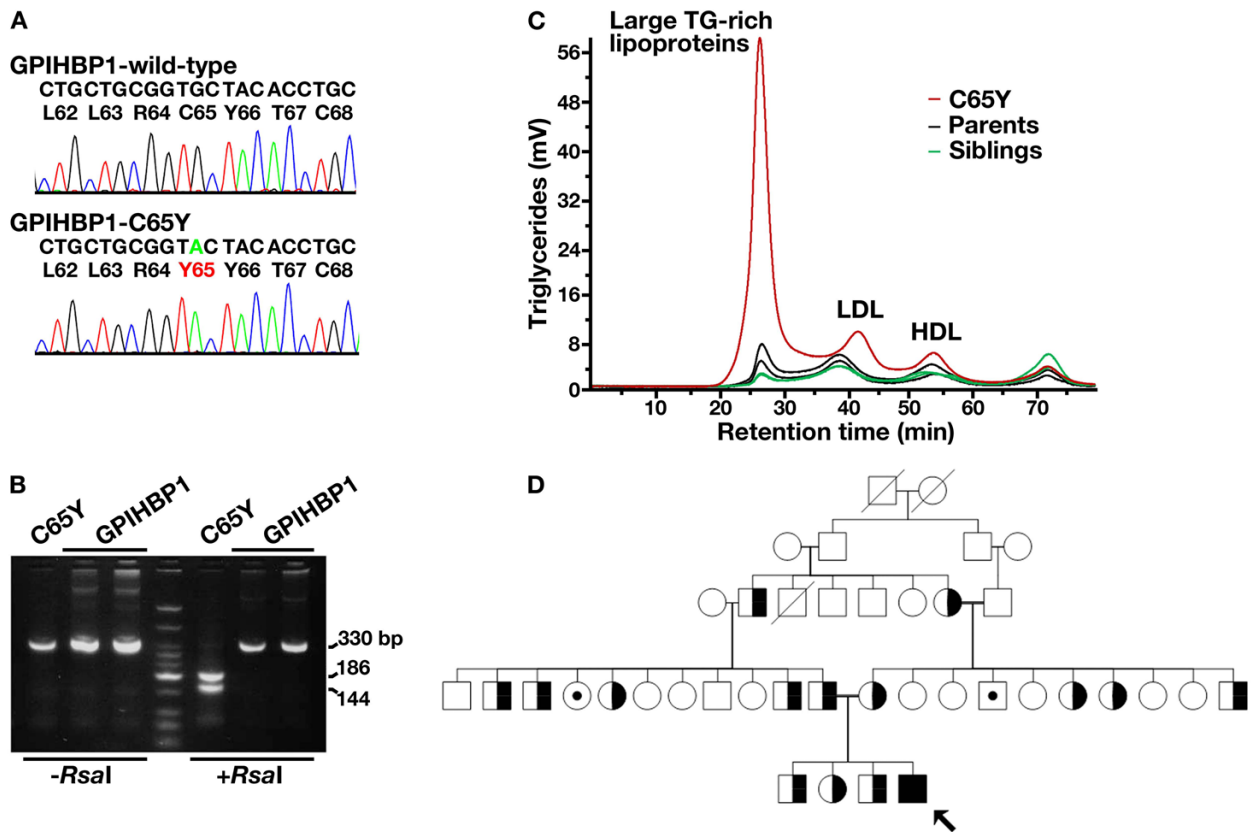 A
GPIHBP1-wild-type
CTGCTGCGGTGCTACACCTGC
L62 L63 R64 C65 Y66 T67 C68
GPIHBP1-C65Y
CTGCTGCGGTACTACACCTGC
L62 L63 R64 Y65 Y66 T67 C68
B
C65Y
GPIHBP1
C65Y
GPIHBP1
330 bp
186
144
-RsaI
+RsaI
C
Large TG-rich
lipoproteins
Triglycerides (mV)
56
48
40
32
24
16
8
0
C65Y
Parents
Siblings
LDL
HDL
10 20 30 40 50 60 70
Retention time (min)
D